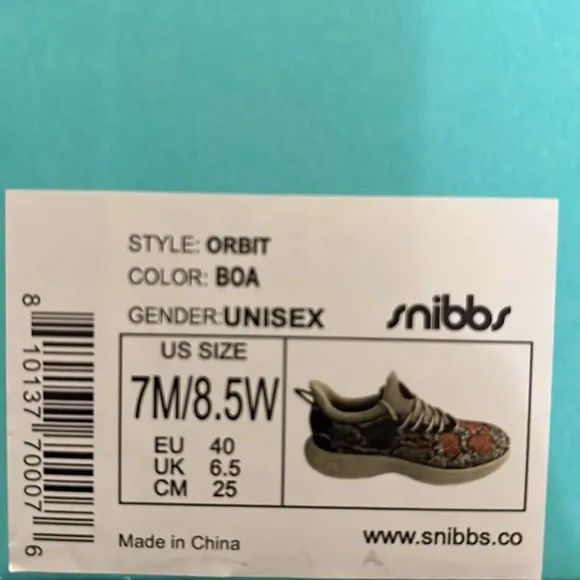 STYLE: ORBIT
COLOR: BOA
GENDER:UNISEX
snibbs
US SIZE
7M/8.5W
EU 40
UK 6.5
CM 25
8 10137 70007 6
Made in China
www.snibbs.co